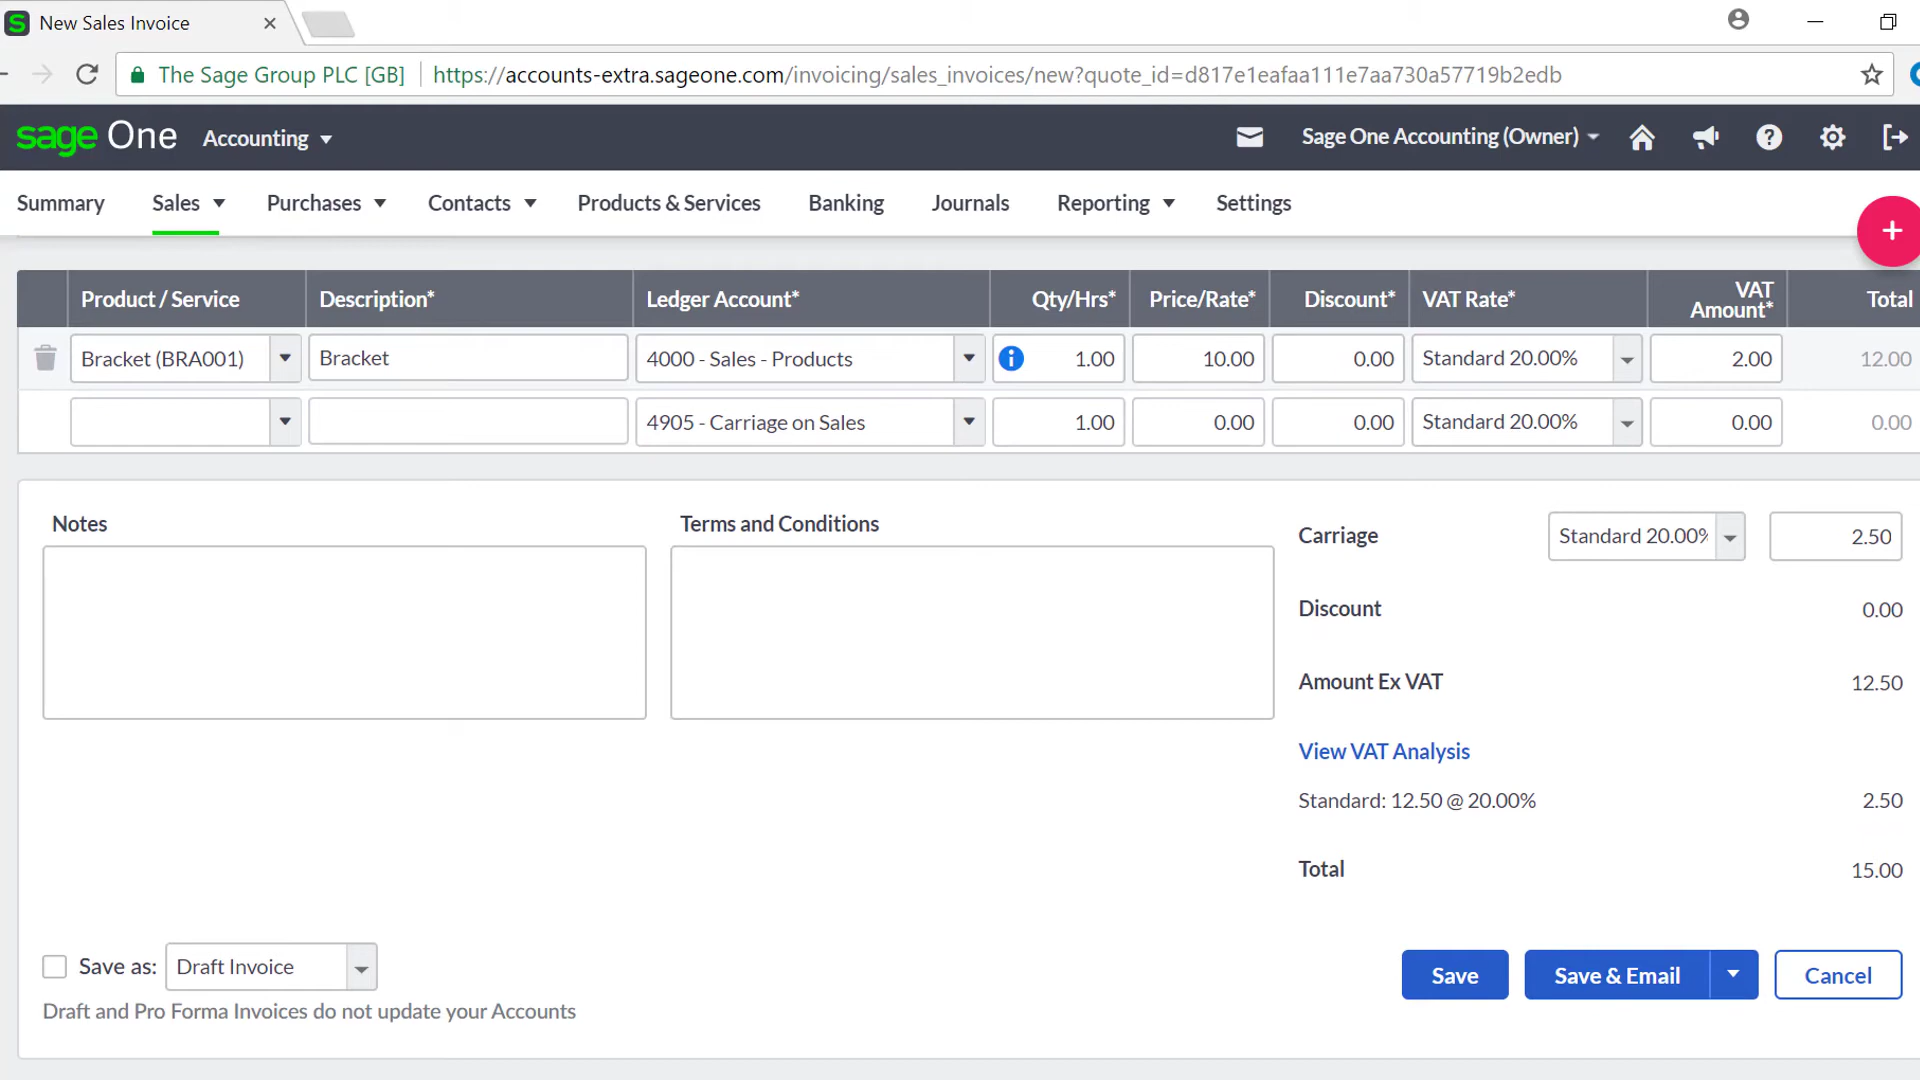 New Sales Invoice
The Sage Group PLC [GB] https://accounts-extra.sageone.com/invoicing/sales_invoices/new?quote_id=d817e1eafaa111e7aa730a57719b2edb
sage One Accounting Sage One Accounting (Owner)
Summary Sales Purchases Contacts Products & Services Banking Journals Reporting Settings
Product / Service Description* Ledger Account* Qty/Hrs* Price/Rate* Discount* VAT Rate* VAT Amount* Total
Bracket (BRA001) Bracket 4000 - Sales - Products 1.00 10.00 0.00 Standard 20.00% 2.00 12.00
4905 - Carriage on Sales 1.00 0.00 0.00 Standard 20.00% 0.00 0.00
Notes Terms and Conditions
Carriage Standard 20.00% 2.50
Discount 0.00
Amount Ex VAT 12.50
View VAT Analysis
Standard: 12.50 @ 20.00% 2.50
Total 15.00
Save as: Draft Invoice Save Save & Email Cancel
Draft and Pro Forma Invoices do not update your Accounts